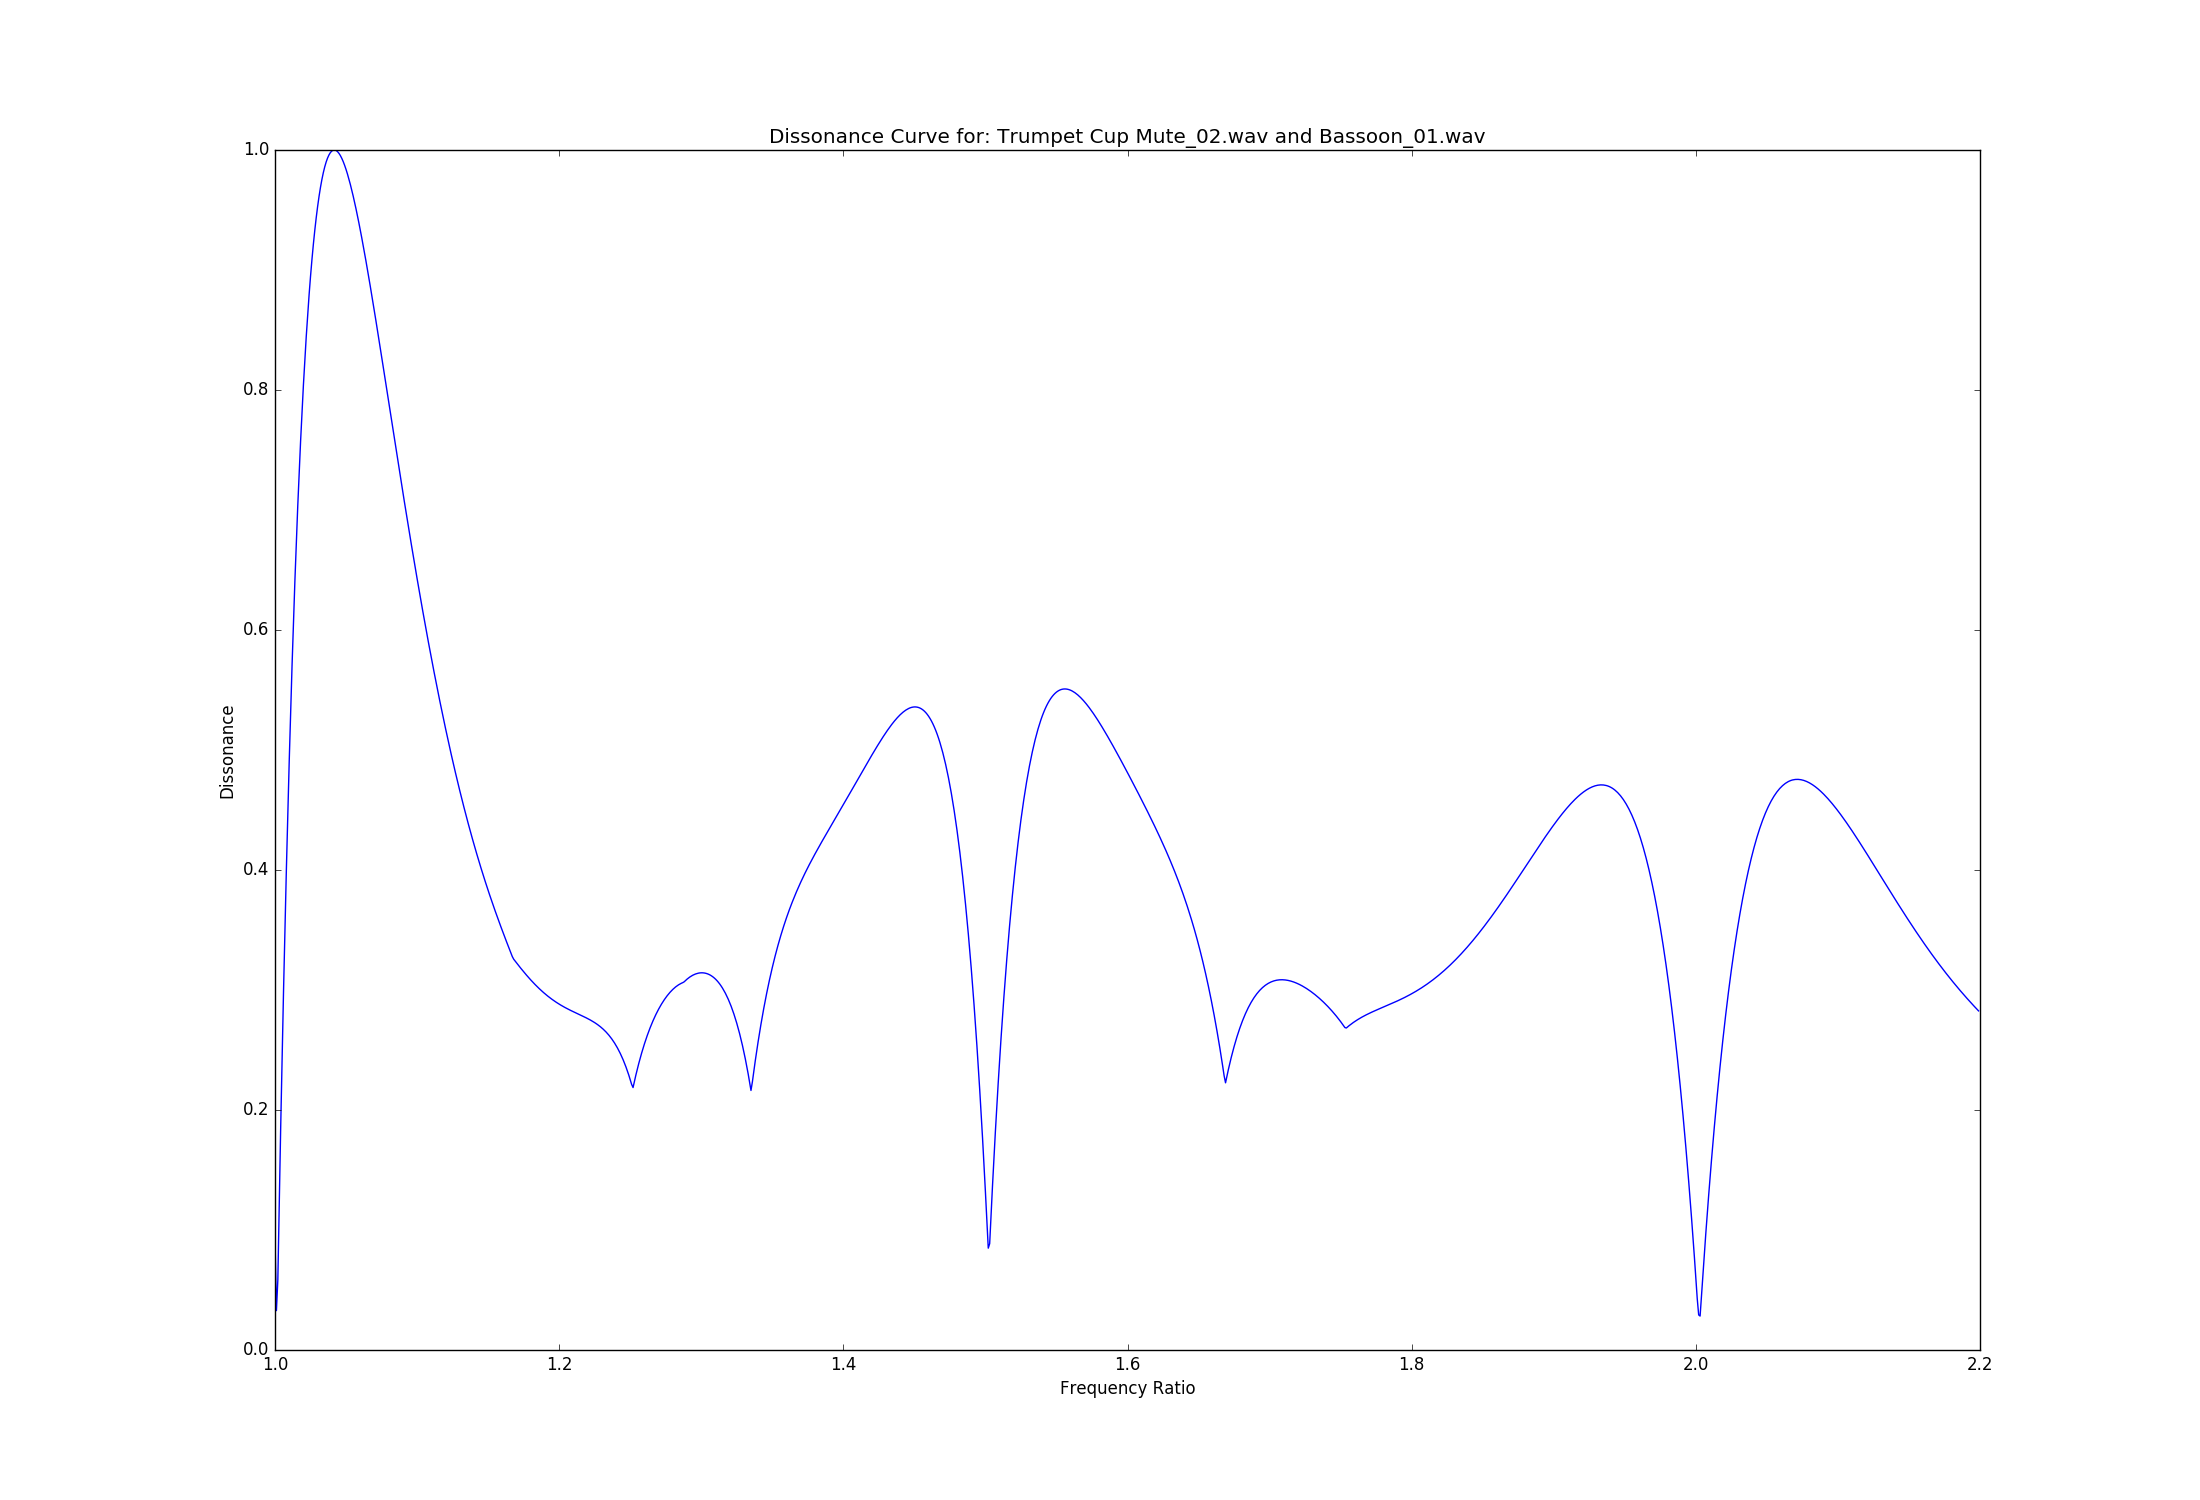 Dissonance Curve for: Trumpet Cup Mute_02.wav and Bassoon_01.wav
1.0
0.8
0.6
0.4
0.2
0.0
Dissonance
1.0 1.2 1.4 1.6 1.8 2.0 2.2
Frequency Ratio